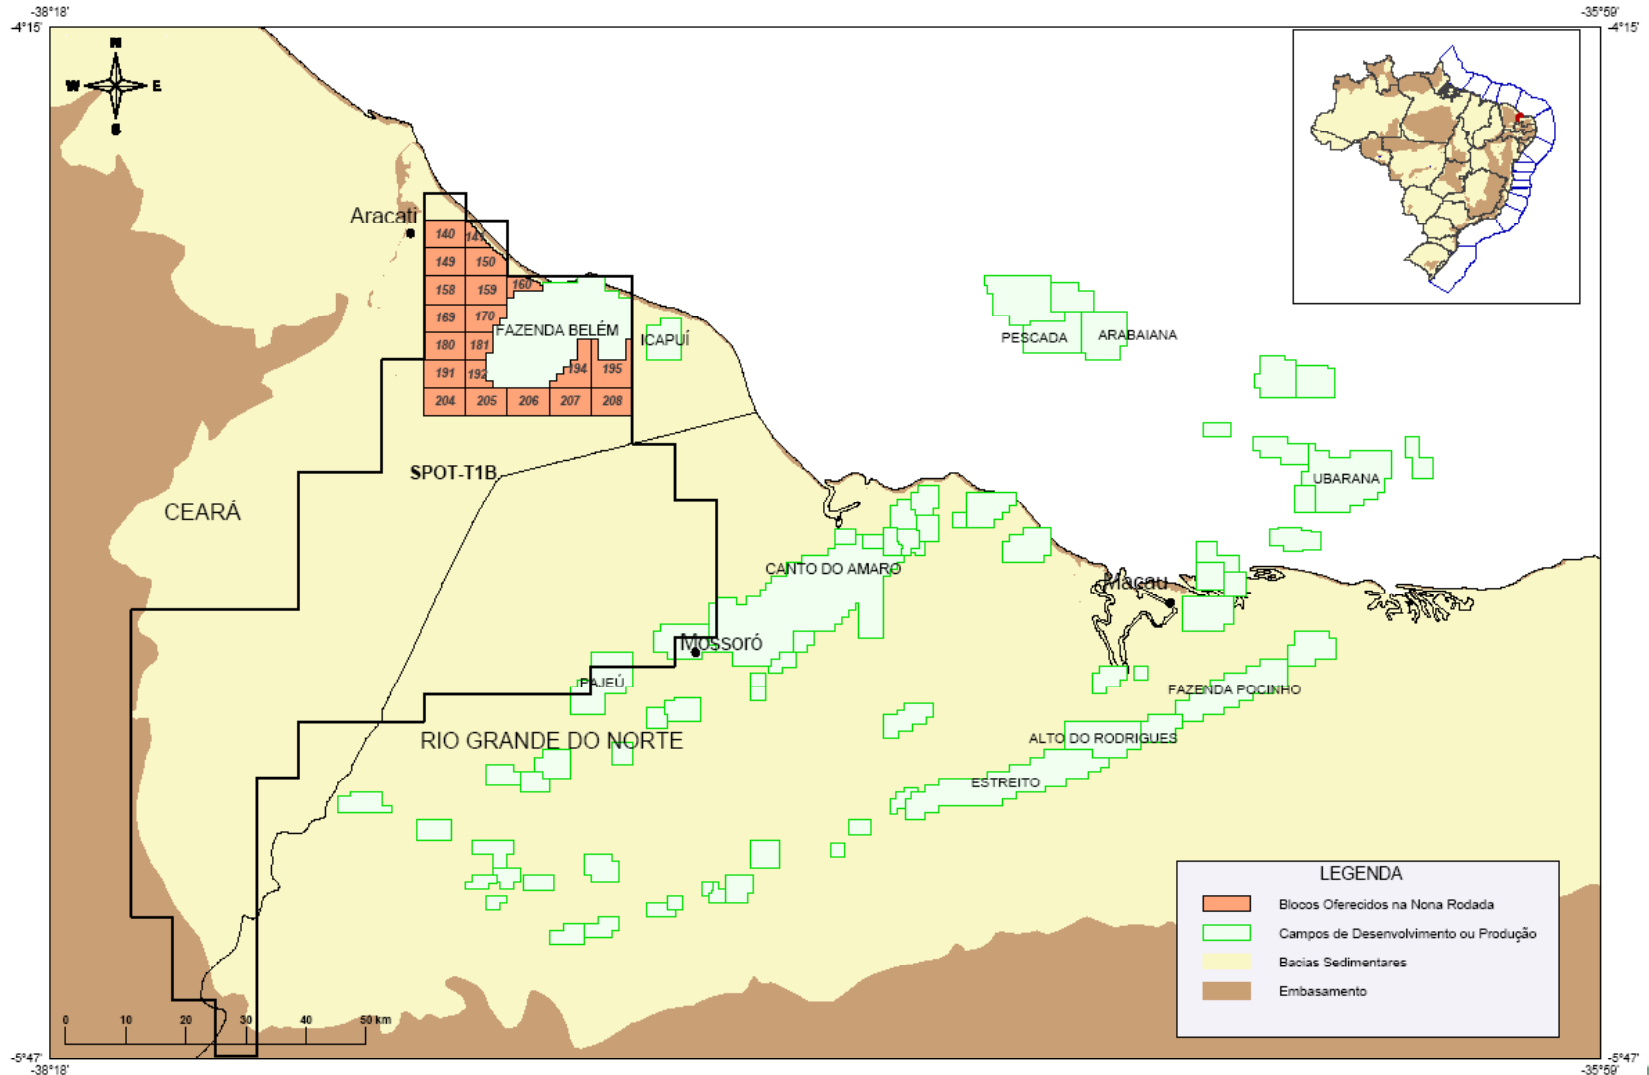 -38°18'
-35°59'
-4°15'
-4°15'
N
W E
S
Aracati
140
141
149
150
158
159
160
169
170
FAZENDA BELÉM
ICAPUÍ
180
181
191
192
194
195
204
205
206
207
208
PESCADA
ARABAIANA
SPOT-T1B
UBARANA
CEARÁ
CANTO DO AMARO
Macau
Mossoró
PAJEÚ
FAZENDA POCINHO
RIO GRANDE DO NORTE
ALTO DO RODRIGUES
ESTREITO
LEGENDA
Blocos Oferecidos na Nona Rodada
Campos de Desenvolvimento ou Produção
Bacias Sedimentares
Embasamento
0 10 20 30 40 50 km
-5°47'
-5°47'
-38°18'
-35°59'